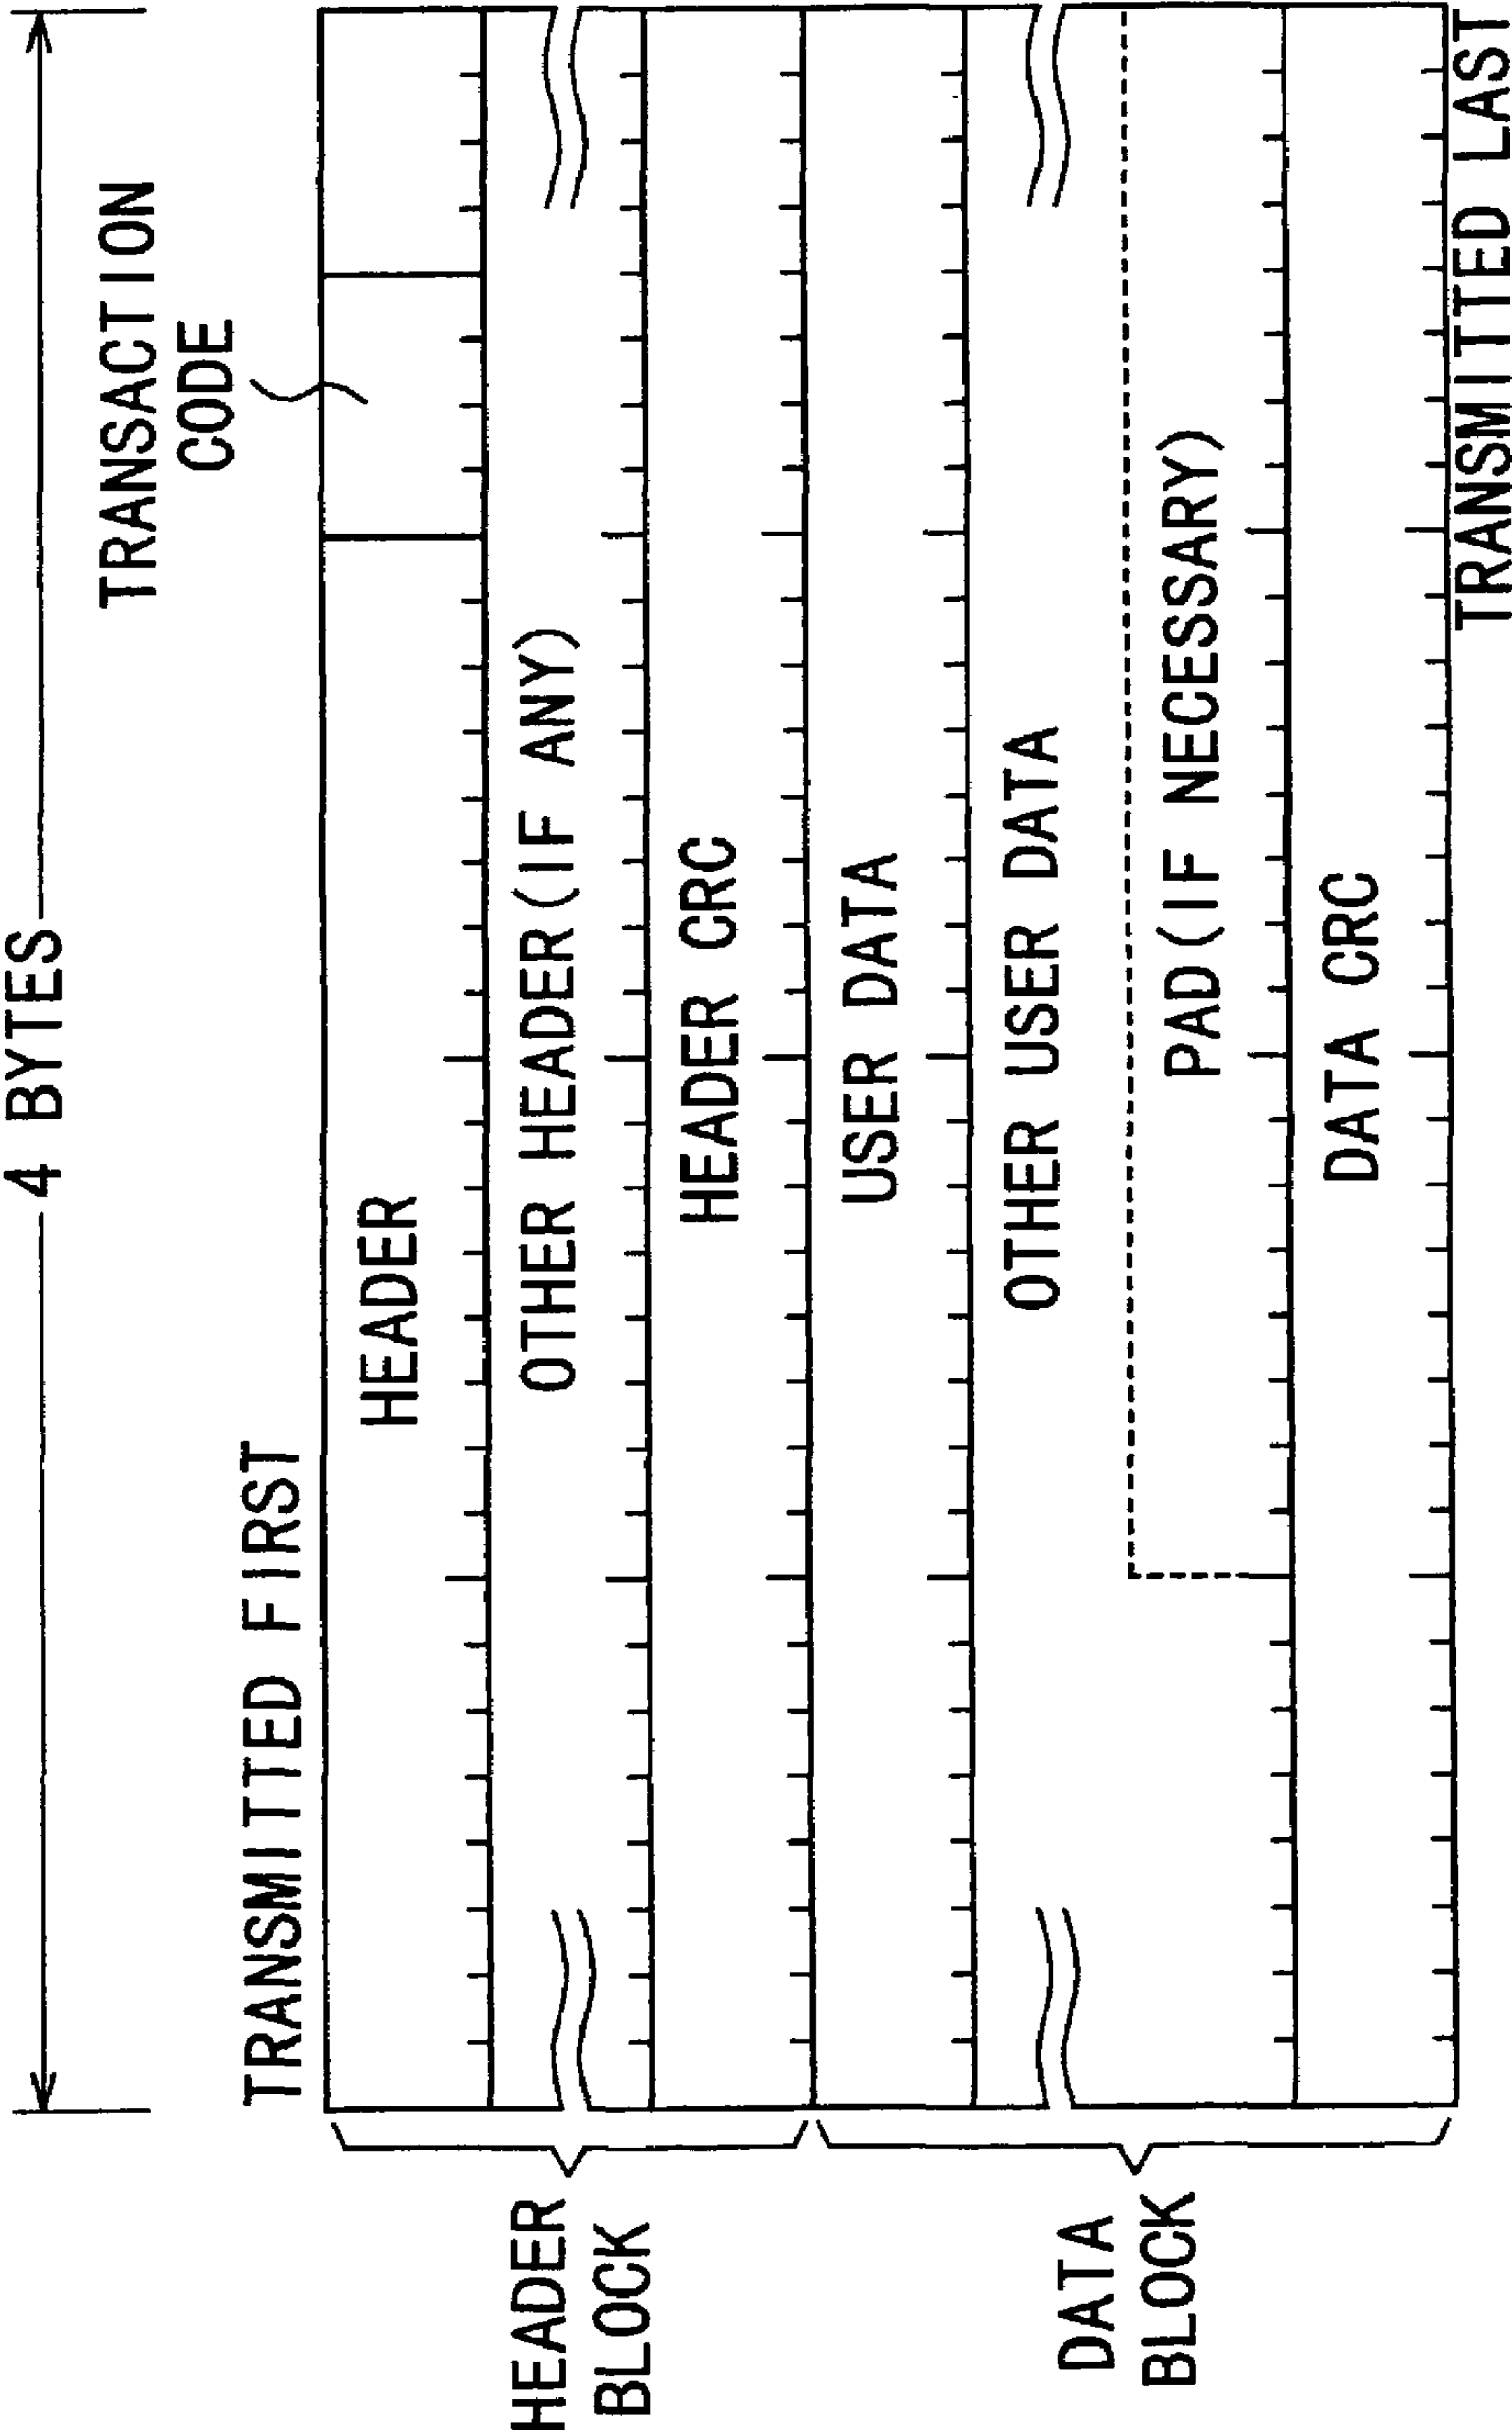 4 BYTES
TRANSACTION
CODE
TRANSMITTED FIRST
HEADER
OTHER HEADER(IF ANY)
HEADER CRC
HEADER
BLOCK
USER DATA
OTHER USER DATA
PAD(IF NECESSARY)
DATA CRC
DATA
BLOCK
TRANSMITTED LAST